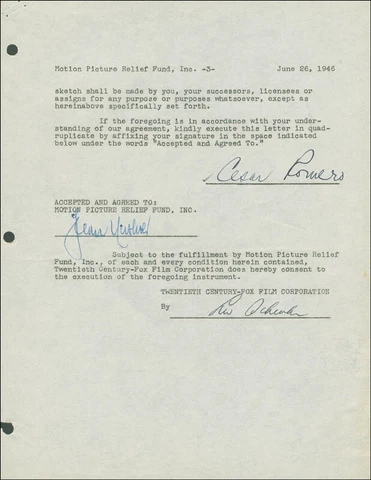 Motion Picture Relief Fund, Inc. -3- June 26, 1946
sketch shall be made by you, your successors, licensees or
assigns for any purpose or purposes whatsoever, except as
hereinabove specifically set forth.
If the foregoing is in accordance with your under-
standing of our agreement, kindly execute this letter in quad-
ruplicate by affixing your signature in the space indicated
below under the words "Accepted and Agreed To."
Cesar Romero
ACCEPTED AND AGREED TO:
MOTION PICTURE RELIEF FUND, INC.
Jean Hersholt
Subject to the fulfillment by Motion Picture Relief
Fund, Inc., of each and every condition herein contained,
Twentieth Century-Fox Film Corporation does hereby consent to
the execution of the foregoing instrument.
TWENTIETH CENTURY-FOX FILM CORPORATION
By